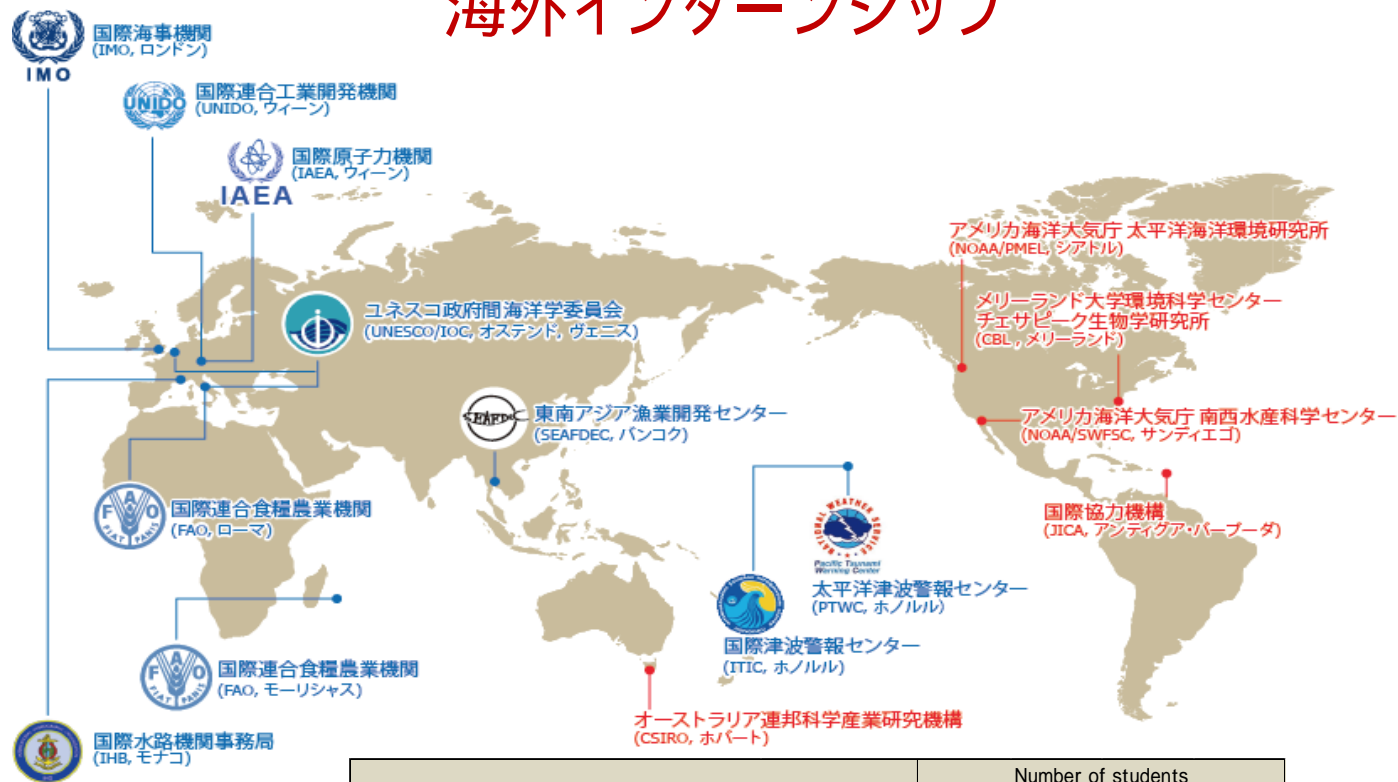 海外インターンシップ
IMO
国際海事機関
(IMO, ロンドン)
UNIDO
国際連合工業開発機関
(UNIDO, ウィーン)
IAEA
国際原子力機関
(IAEA, ウィーン)
アメリカ海洋大気庁 太平洋海洋環境研究所
(NOAA/PMEL, シアトル)
メリーランド大学環境科学センター
チェサピーク生物学研究所
(CBL , メリーランド)
ユネスコ政府間海洋学委員会
(UNESCO/IOC, オステンド, ヴェニス)
SEAFDEC
東南アジア漁業開発センター
(SEAFDEC, バンコク)
アメリカ海洋大気庁 南西水産科学センター
(NOAA/SWFSC, サンディエゴ)
FAO
FIAT PANIS
国際連合食糧農業機関
(FAO, ローマ)
国際協力機構
(JICA, アンティグア・バーブーダ)
NATIONAL WEATHER SERVICE
Pacific Tsunami
Warning Center
太平洋津波警報センター
(PTWC, ホノルル)
国際津波警報センター
(ITIC, ホノルル)
FAO
FIAT PANIS
国際連合食糧農業機関
(FAO, モーリシャス)
オーストラリア連邦科学産業研究機構
(CSIRO, ホバート)
国際水路機関事務局
(IHB, モナコ)
Number of students